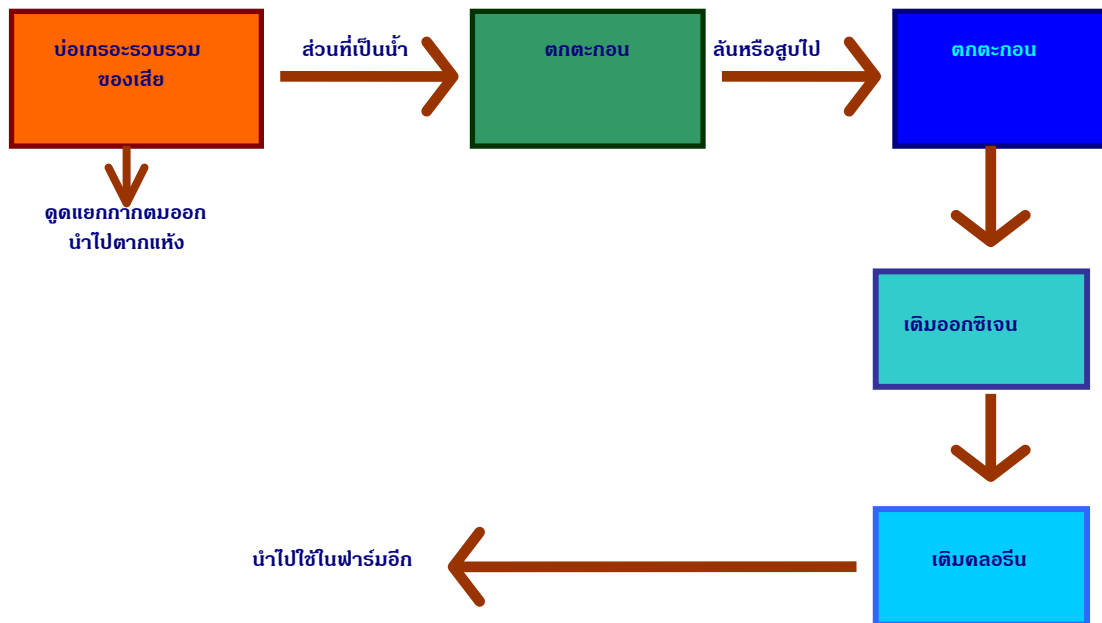 บ่อเกรอะรวบรวม
ของเสีย
ส่วนที่เป็นน้ำ
ตกตะกอน
ล้นหรือสูบไป
ตกตะกอน
ดูดแยกกากตมออก
นำไปตากแห้ง
เติมออกซิเจน
เติมคลอรีน
นำไปใช้ในฟาร์มอีก